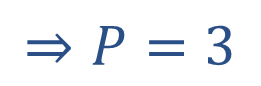 ⇒ P = 3